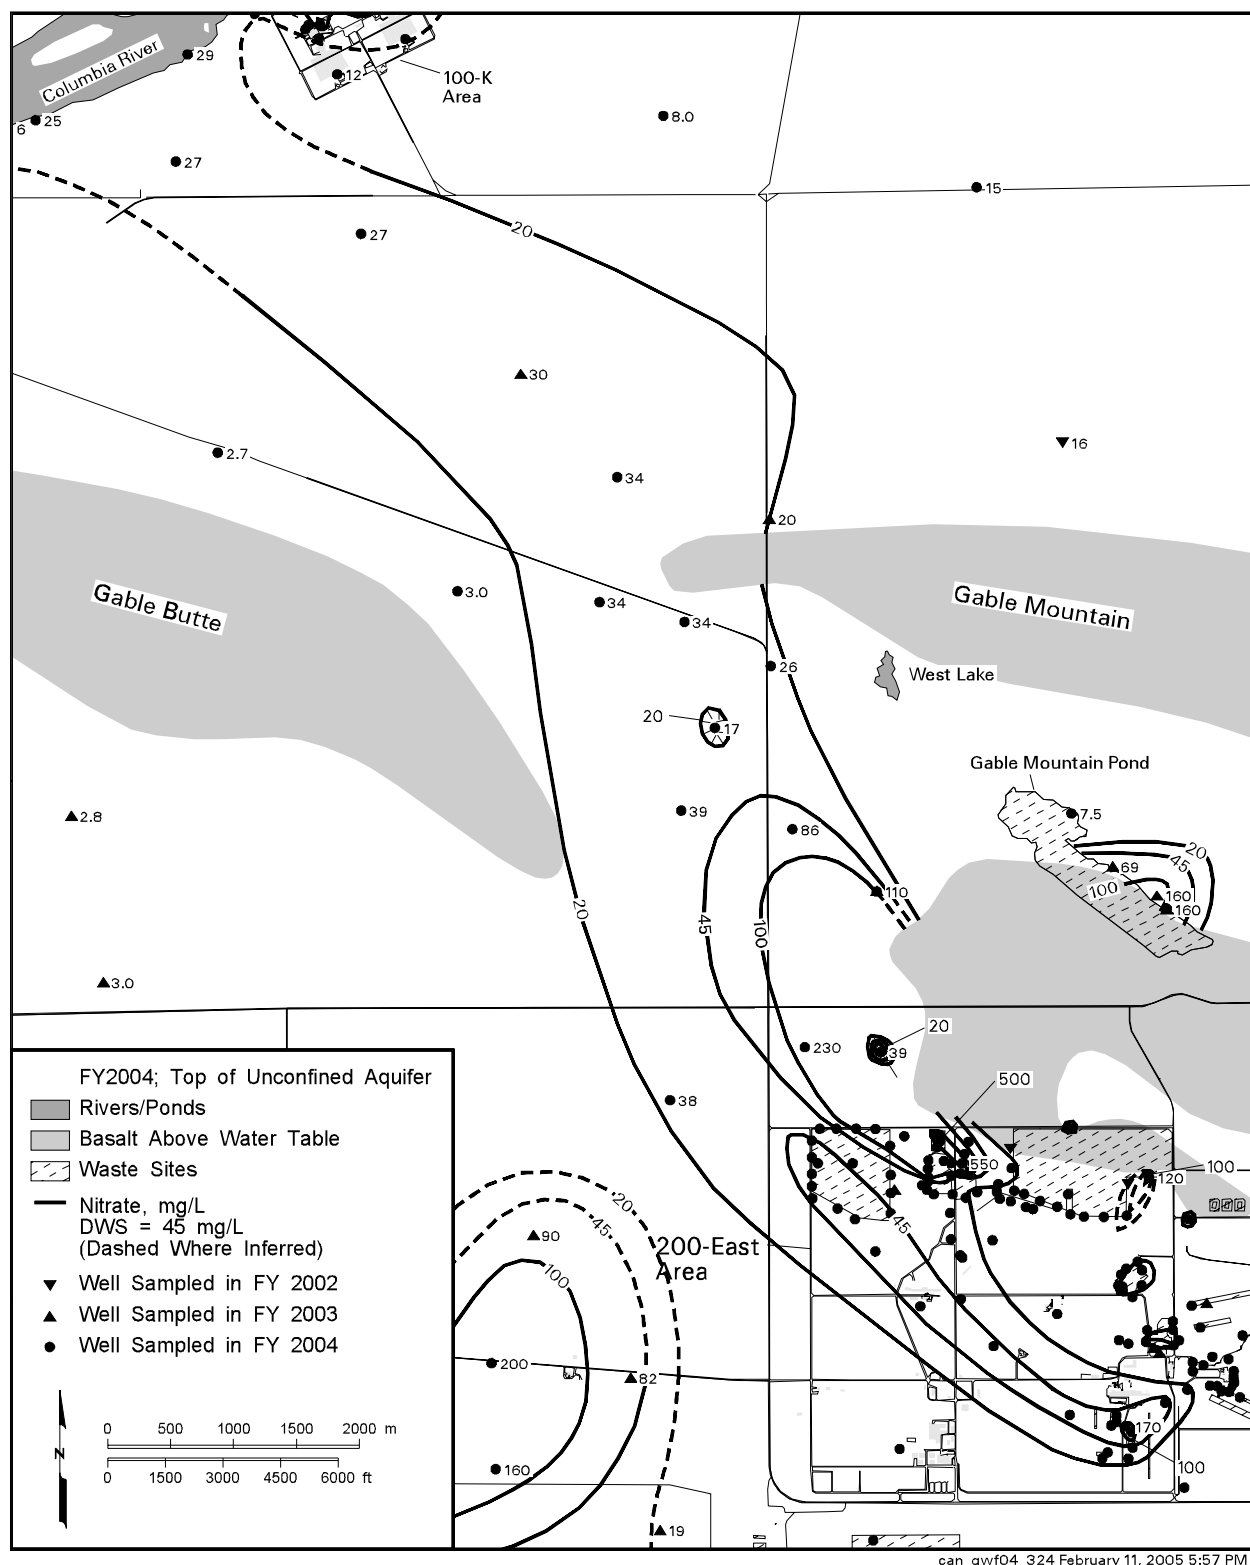 Columbia River
29
12
100-K
Area
8.0
25
6
27
15
20
27
30
16
2.7
34
20
Gable Butte
3.0
34
34
Gable Mountain
26
West Lake
20
17
Gable Mountain Pond
7.5
2.8
39
86
20
45
69
100
160
160
110
20
45
100
3.0
20
230
39
500
38
550
100
120
20
45
90
45
200-East
Area
100
200
82
170
100
160
19
FY2004; Top of Unconfined Aquifer
Rivers/Ponds
Basalt Above Water Table
Waste Sites
Nitrate, mg/L
DWS = 45 mg/L
(Dashed Where Inferred)
Well Sampled in FY 2002
Well Sampled in FY 2003
Well Sampled in FY 2004
N
0 500 1000 1500 2000 m
0 1500 3000 4500 6000 ft
can_gwf04_324 February 11, 2005 5:57 PM